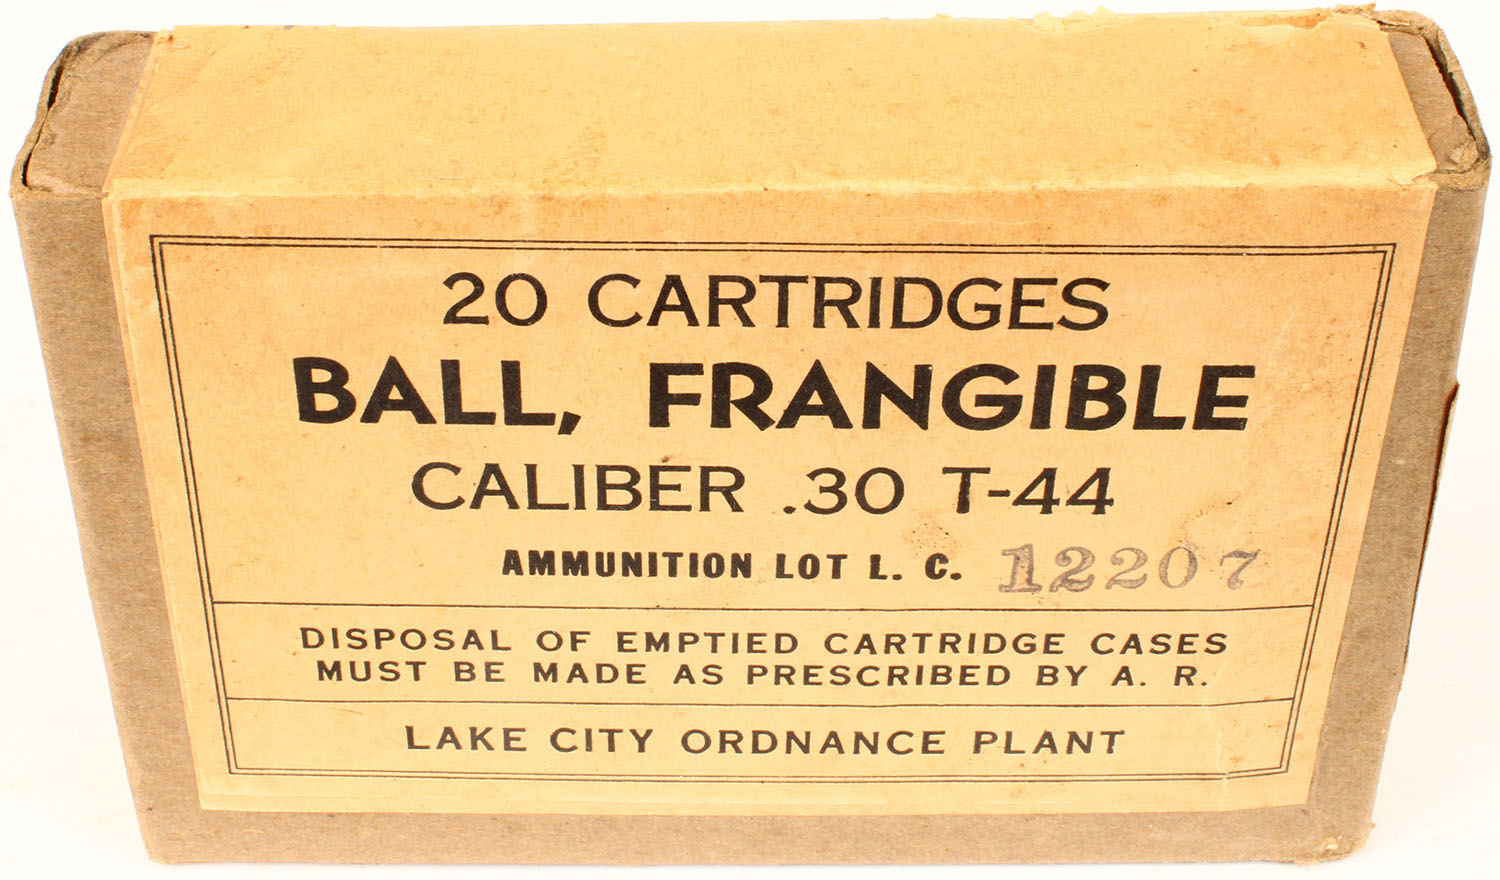 20 CARTRIDGES
BALL, FRANGIBLE
CALIBER .30 T-44
AMMUNITION LOT L. C. 12207
DISPOSAL OF EMPTIED CARTRIDGE CASES
MUST BE MADE AS PRESCRIBED BY A. R.
LAKE CITY ORDNANCE PLANT